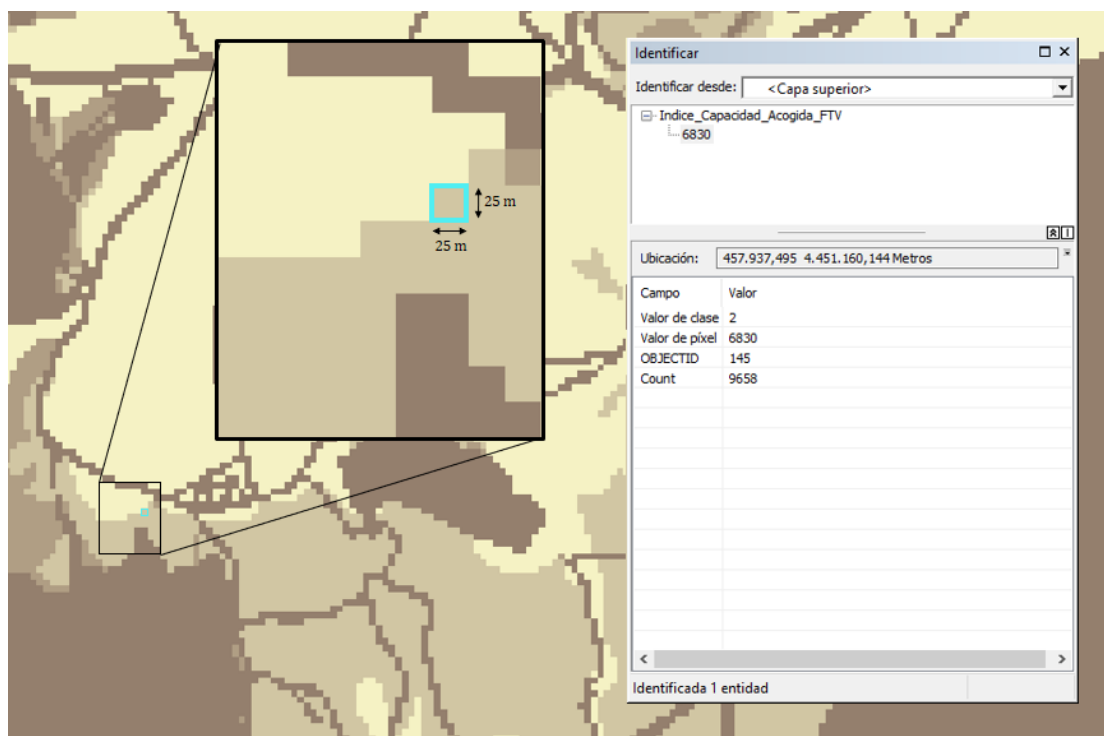 25 m
25 m
Identificar
Identificar desde: <Capa superior>
Indice_Capacidad_Acogida_FTV
6830
Ubicación: 457.937,495 4.451.160,144 Metros
Campo Valor
Valor de clase 2
Valor de píxel 6830
OBJECTID 145
Count 9658
Identificada 1 entidad